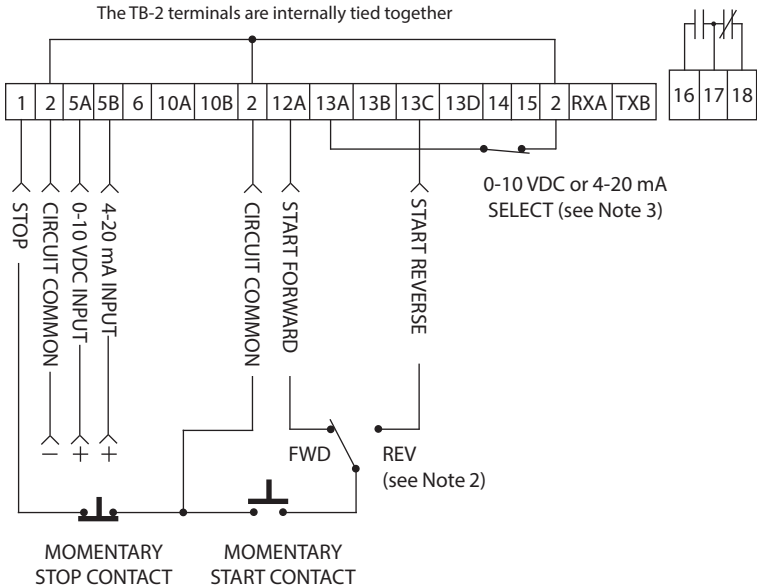 The TB-2 terminals are internally tied together
1 2 5A 5B 6 10A 10B 2 12A 13A 13B 13C 13D 14 15 2 RXA TXB
16 17 18
0-10 VDC or 4-20 mA
SELECT (see Note 3)
STOP
CIRCUIT COMMON
0-10 VDC INPUT
4-20 mA INPUT
CIRCUIT COMMON
START FORWARD
START REVERSE
− + +
FWD
REV
(see Note 2)
MOMENTARY
STOP CONTACT
MOMENTARY
START CONTACT